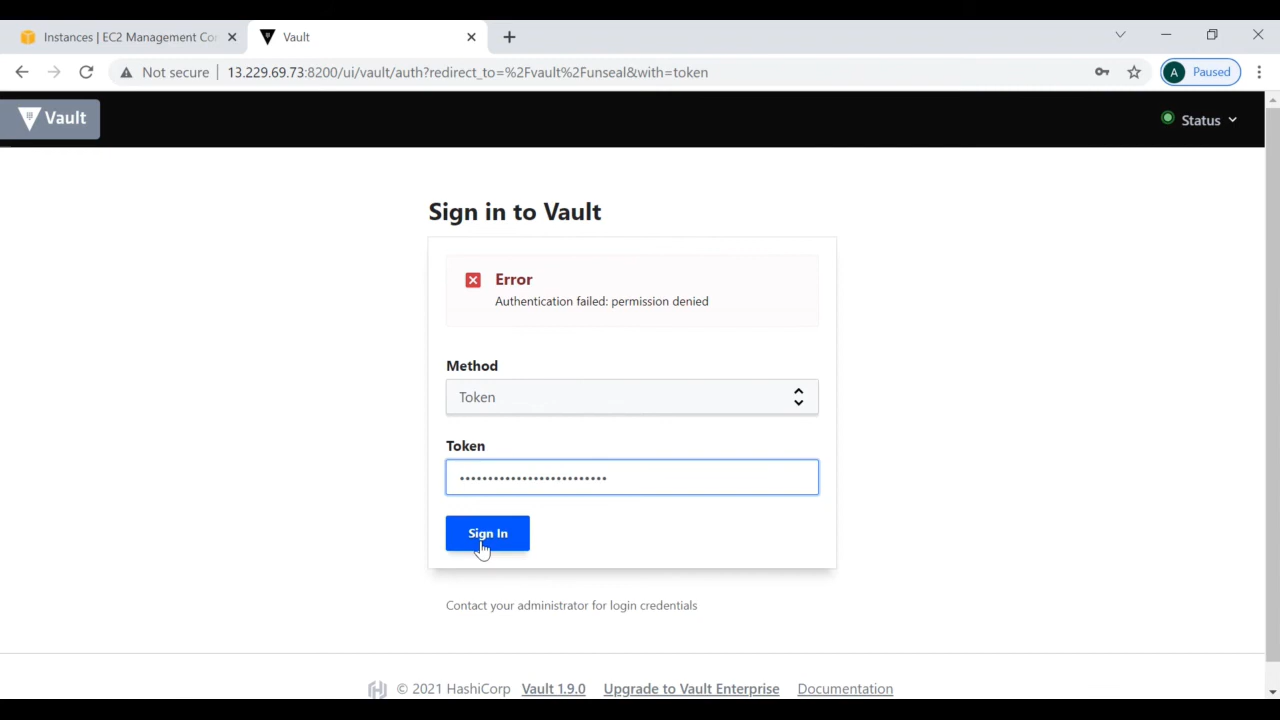 Instances | EC2 Management Con
Vault
Not secure
13.229.69.73:8200/ui/vault/auth?redirect_to=%2Fvault%2Funseal&with=token
A
Paused
Vault
Status
Sign in to Vault
Error
Authentication failed: permission denied
Method
Token
Token
••••••••••••••••••••••••••
Sign In
Contact your administrator for login credentials
© 2021 HashiCorp Vault 1.9.0 Upgrade to Vault Enterprise Documentation